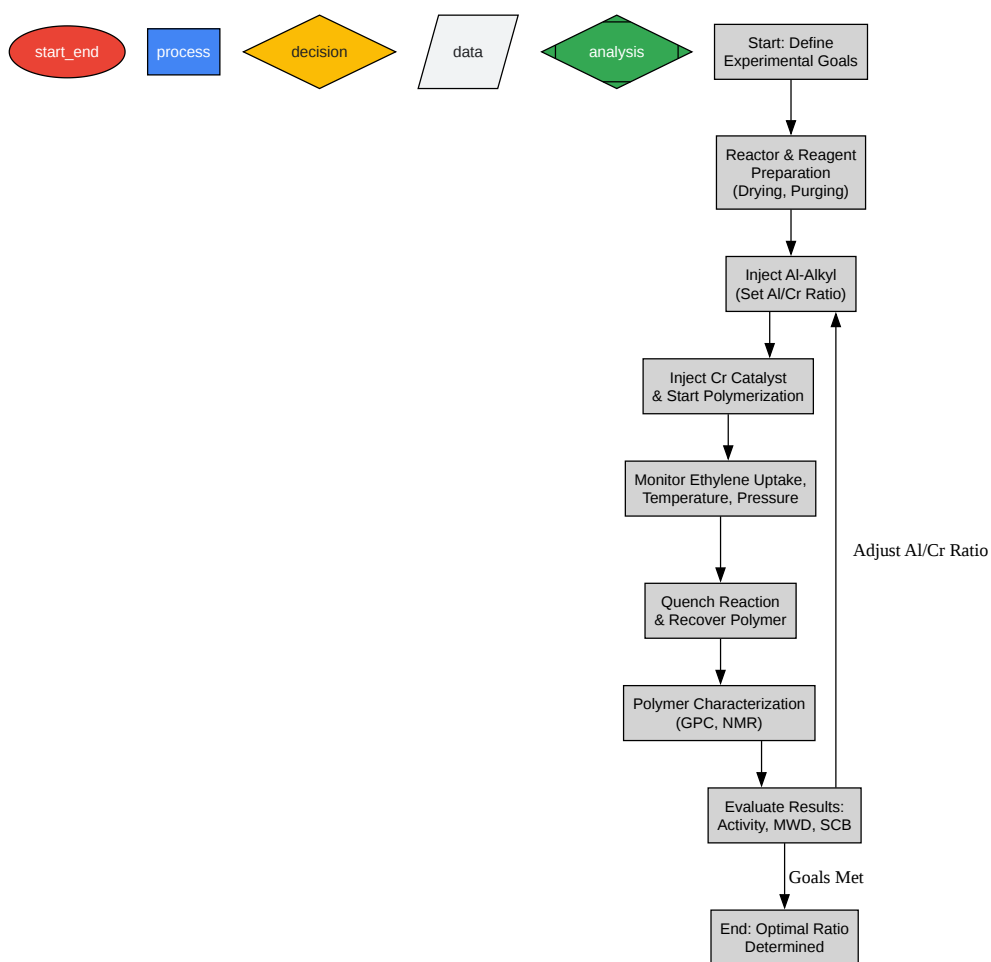 start_end
process
decision
data
analysis
Start: Define
Experimental Goals
Reactor & Reagent
Preparation
(Drying, Purging)
Inject Al-Alkyl
(Set Al/Cr Ratio)
Inject Cr Catalyst
& Start Polymerization
Monitor Ethylene Uptake,
Temperature, Pressure
Adjust Al/Cr Ratio
Quench Reaction
& Recover Polymer
Polymer Characterization
(GPC, NMR)
Evaluate Results:
Activity, MWD, SCB
Goals Met
End: Optimal Ratio
Determined